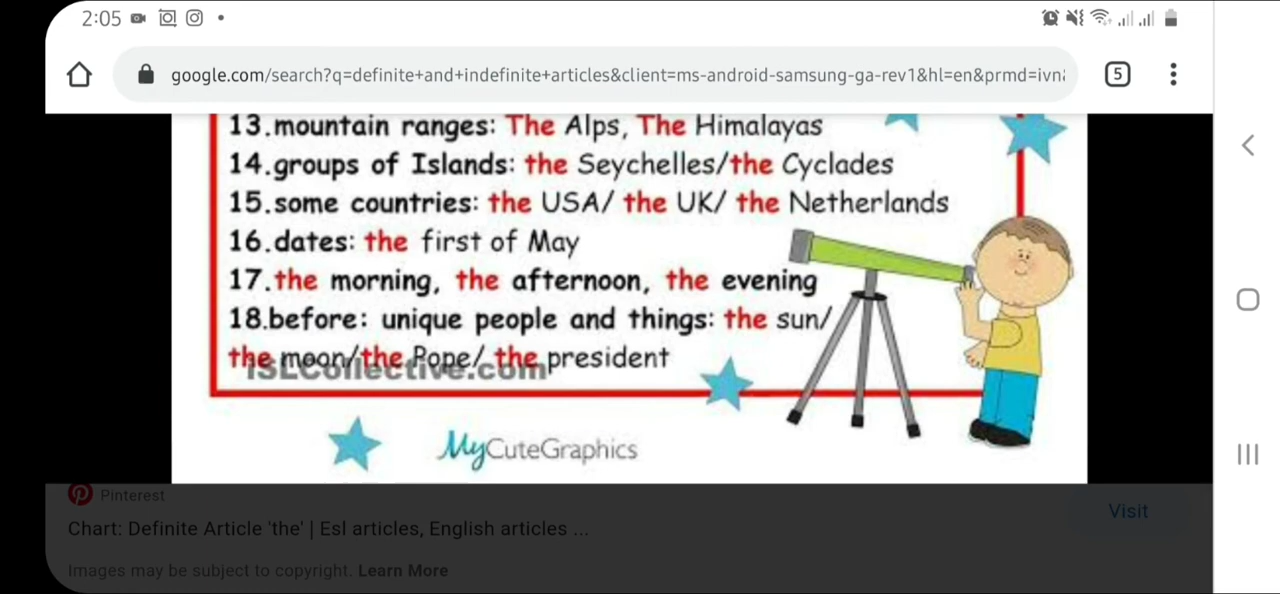 2:05
google.com/search?q=definite+and+indefinite+articles&client=ms-android-samsung-ga-rev1&hl=en&prmd=ivn
5
13.mountain ranges: The Alps, The Himalayas
14.groups of Islands: the Seychelles/the Cyclades
15.some countries: the USA/ the UK/ the Netherlands
16.dates: the first of May
17.the morning, the afternoon, the evening
18.before: unique people and things: the sun/
the moon/the Pope/ the president
iSLCollective.com
MyCuteGraphics
Pinterest
Chart: Definite Article 'the' | Esl articles, English articles ...
Visit
Images may be subject to copyright. Learn More